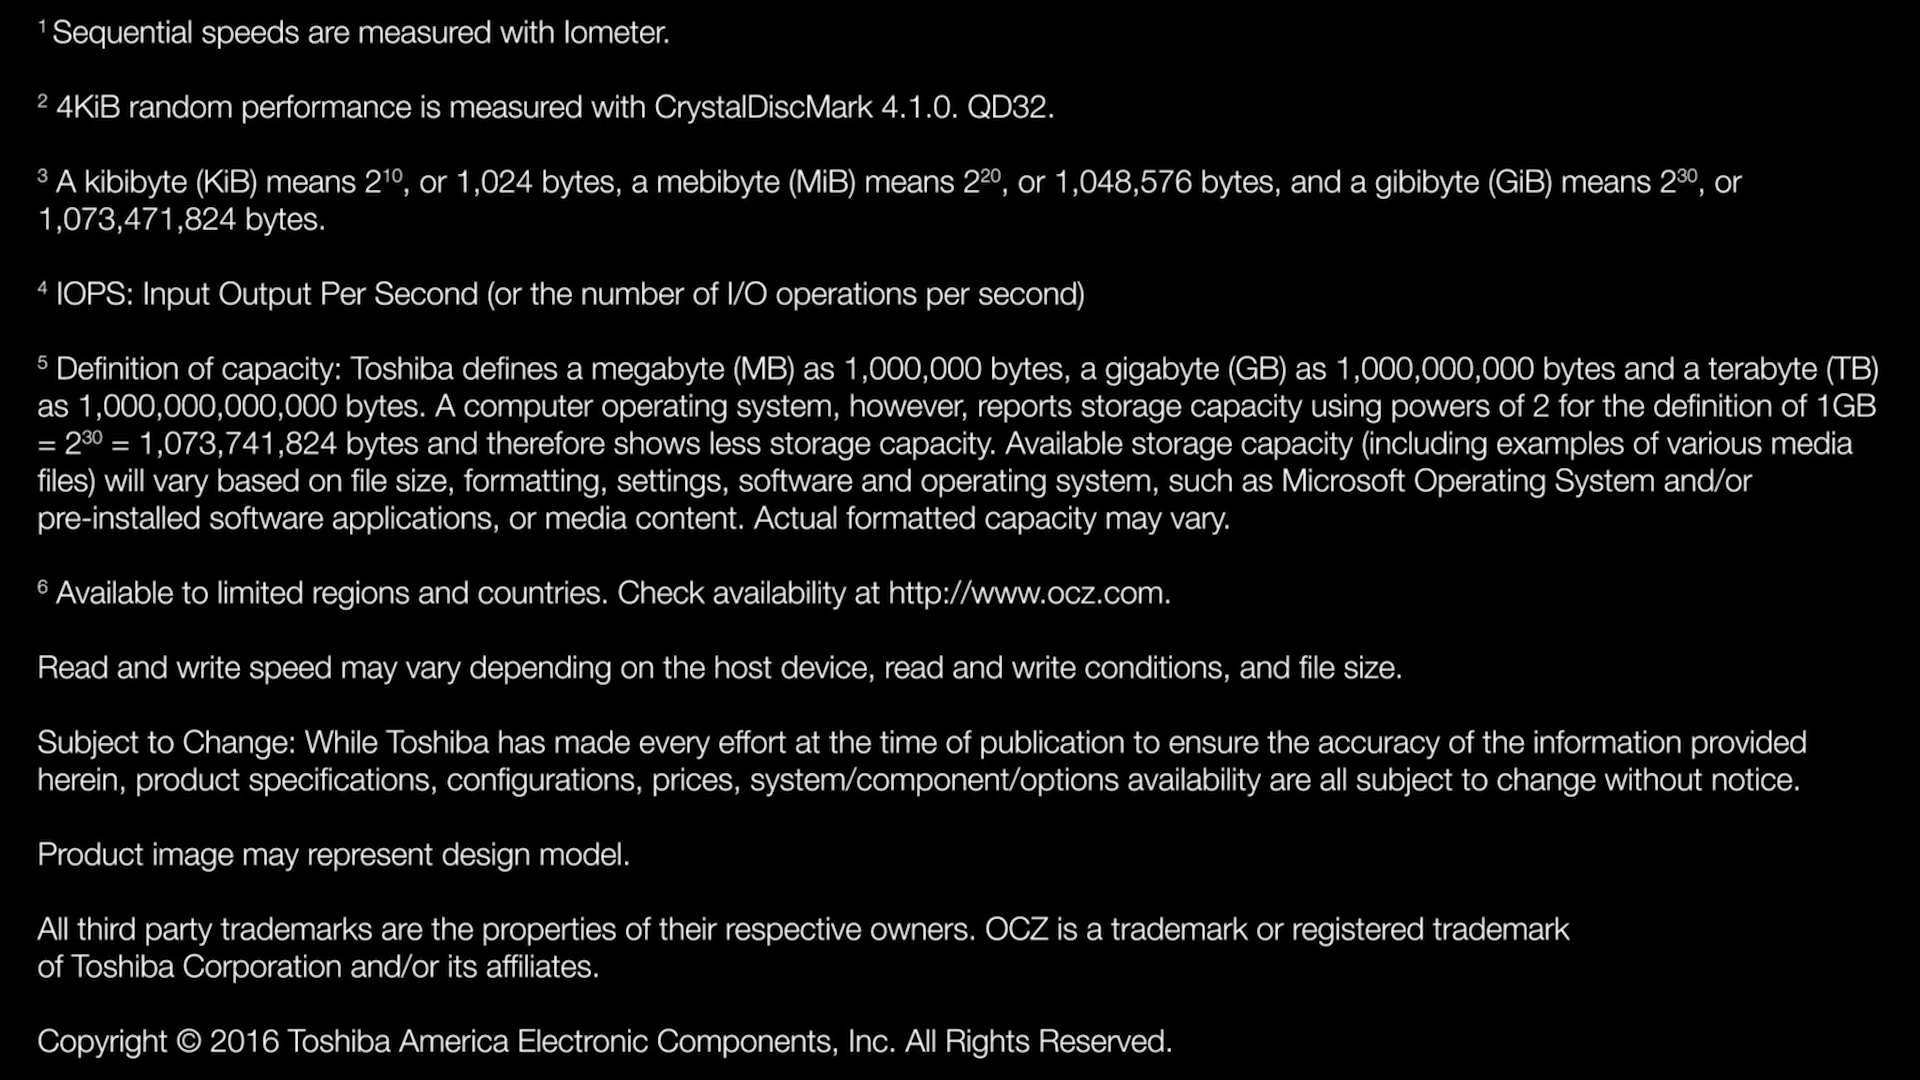 ¹ Sequential speeds are measured with Iometer.
² 4KiB random performance is measured with CrystalDiscMark 4.1.0. QD32.
³ A kibibyte (KiB) means 2¹⁰, or 1,024 bytes, a mebibyte (MiB) means 2²⁰, or 1,048,576 bytes, and a gibibyte (GiB) means 2³⁰, or
1,073,471,824 bytes.
⁴ IOPS: Input Output Per Second (or the number of I/O operations per second)
⁵ Definition of capacity: Toshiba defines a megabyte (MB) as 1,000,000 bytes, a gigabyte (GB) as 1,000,000,000 bytes and a terabyte (TB)
as 1,000,000,000,000 bytes. A computer operating system, however, reports storage capacity using powers of 2 for the definition of 1GB
= 2³⁰ = 1,073,741,824 bytes and therefore shows less storage capacity. Available storage capacity (including examples of various media
files) will vary based on file size, formatting, settings, software and operating system, such as Microsoft Operating System and/or
pre-installed software applications, or media content. Actual formatted capacity may vary.
⁶ Available to limited regions and countries. Check availability at http://www.ocz.com.
Read and write speed may vary depending on the host device, read and write conditions, and file size.
Subject to Change: While Toshiba has made every effort at the time of publication to ensure the accuracy of the information provided
herein, product specifications, configurations, prices, system/component/options availability are all subject to change without notice.
Product image may represent design model.
All third party trademarks are the properties of their respective owners. OCZ is a trademark or registered trademark
of Toshiba Corporation and/or its affiliates.
Copyright © 2016 Toshiba America Electronic Components, Inc. All Rights Reserved.